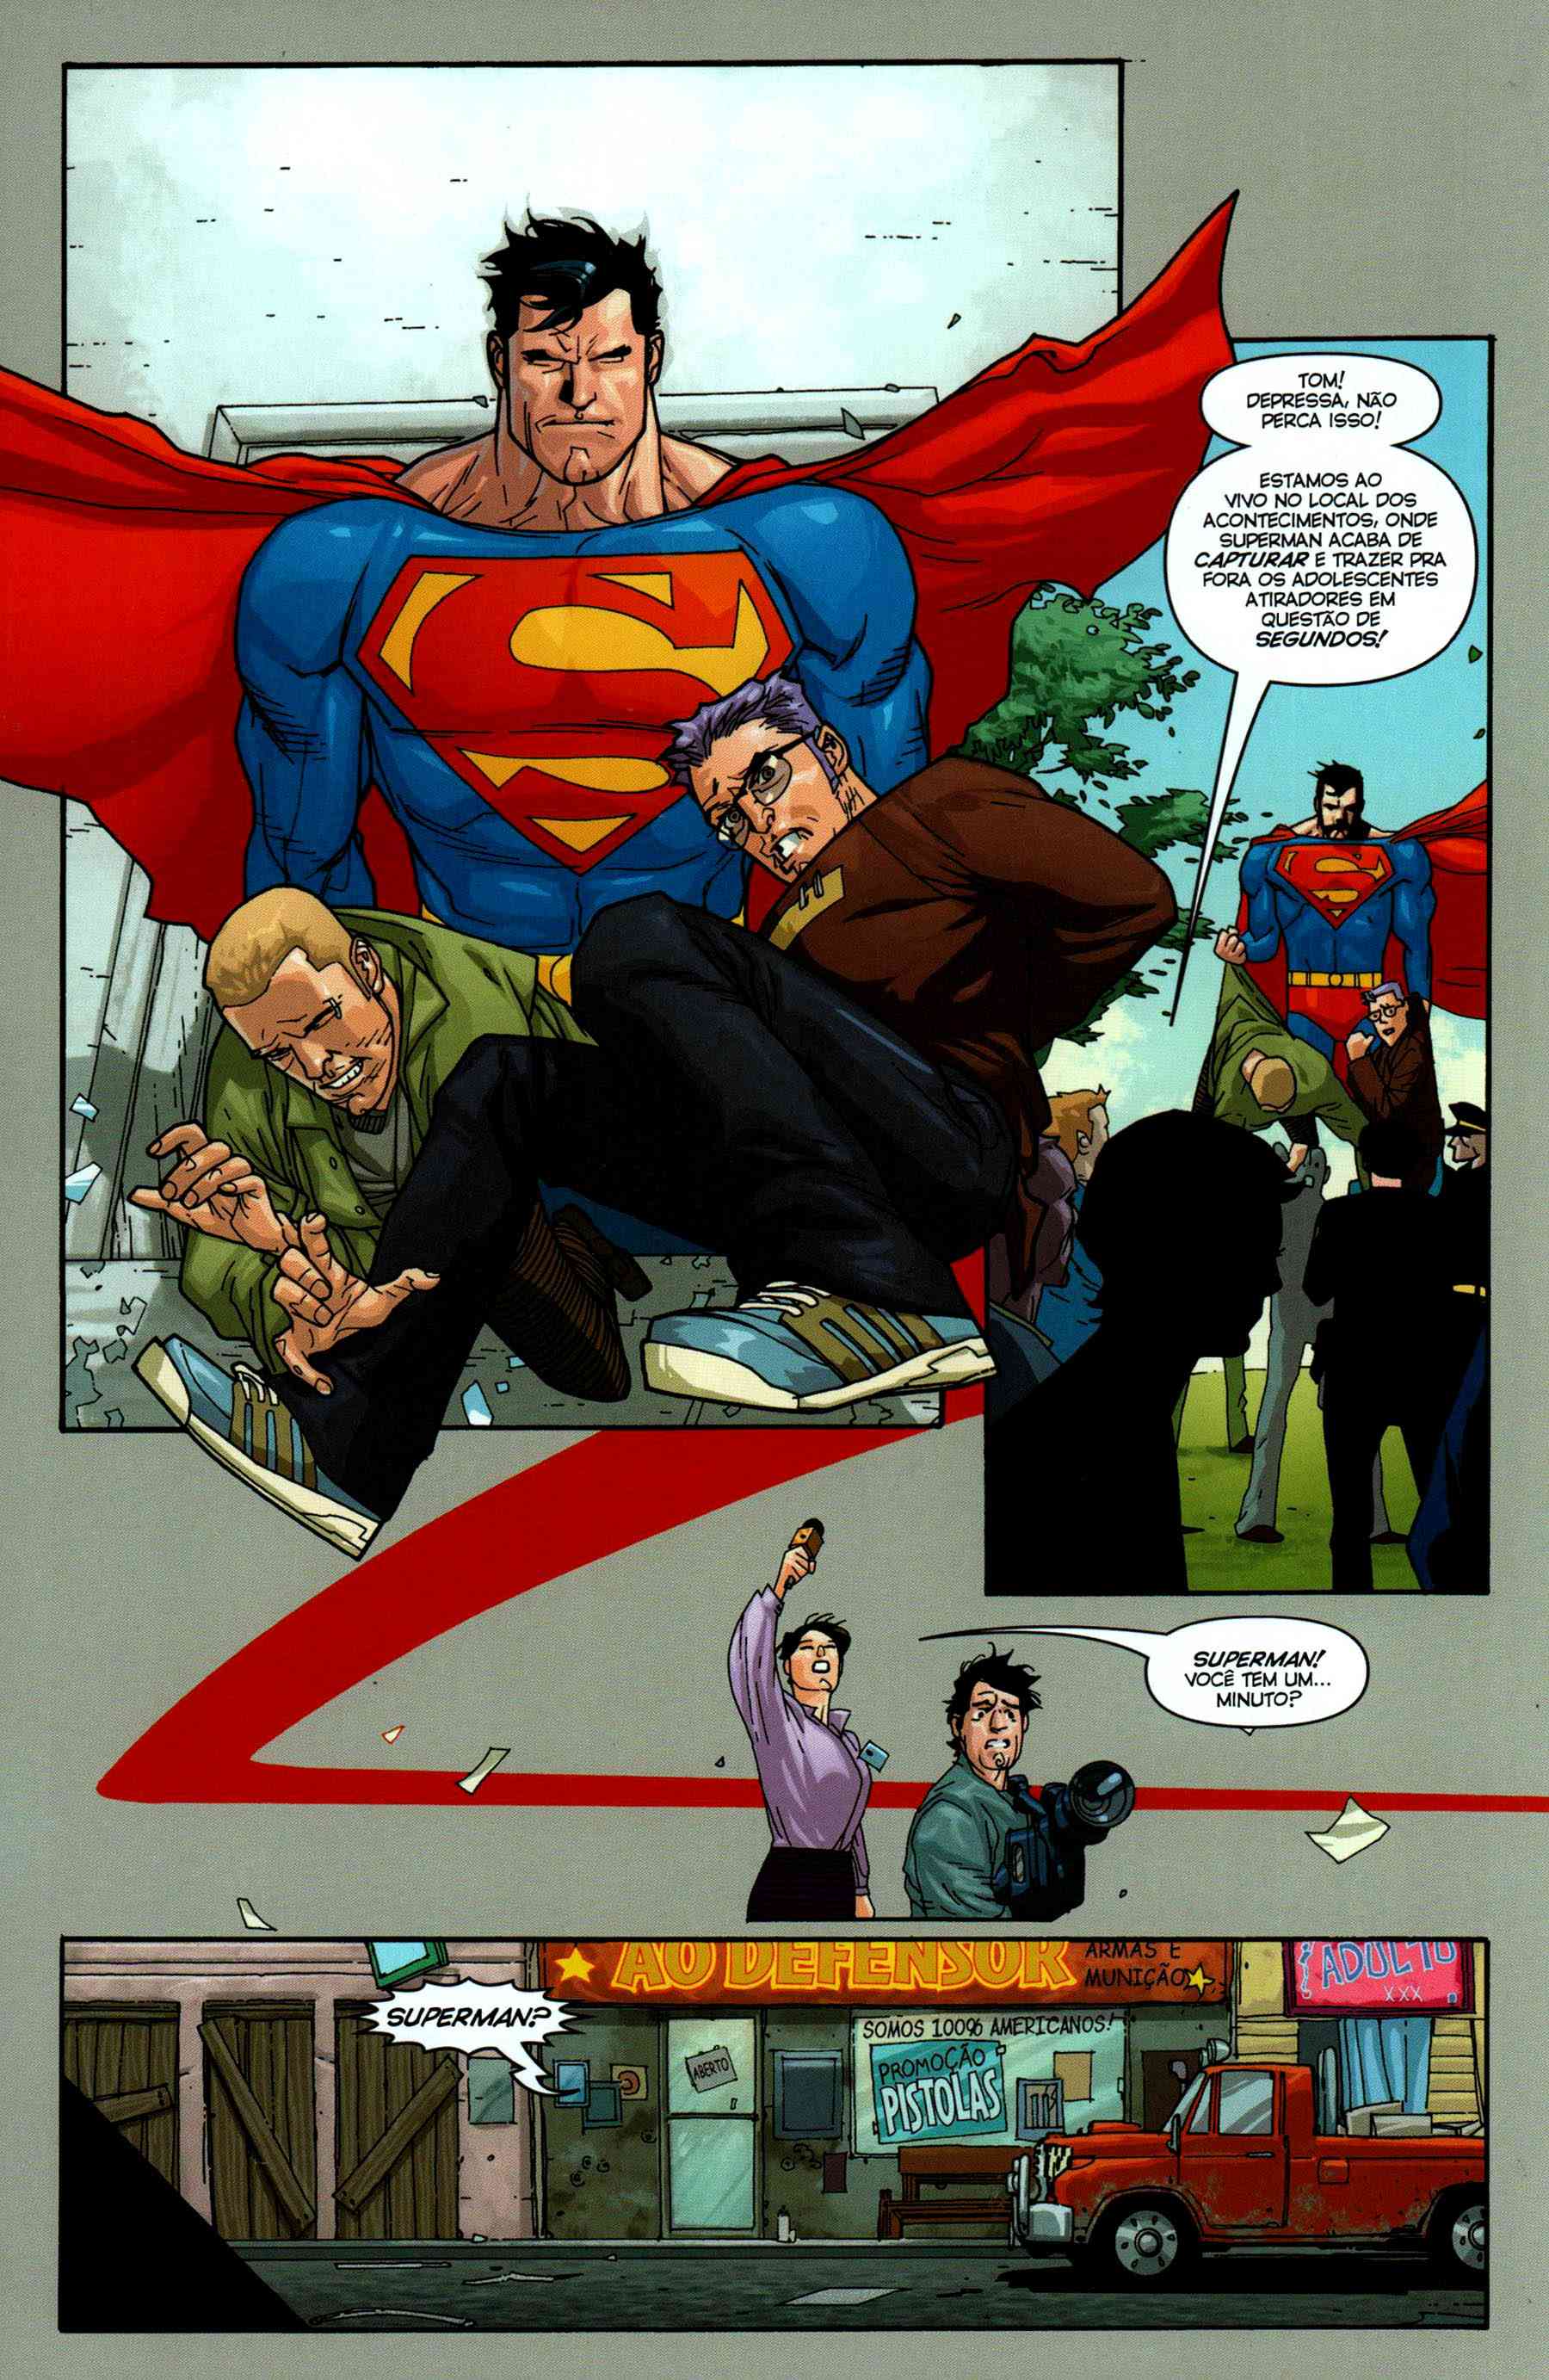 TOM!
DEPRESSA, NÃO
PERCA ISSO!
ESTAMOS AO
VIVO NO LOCAL DOS
ACONTECIMENTOS, ONDE
SUPERMAN ACABA DE
CAPTURAR E TRAZER PRA
FORA OS ADOLESCENTES
ATIRADORES EM
QUESTÃO DE
SEGUNDOS!
SUPERMAN!
VOCÊ TEM UM...
MINUTO?
SUPERMAN?
AO DEFENSOR
ARMAS E
MUNIÇÃO
ADULTO
XXX
SOMOS 100% AMERICANOS!
PROMOÇÃO
PISTOLAS
ABERTO